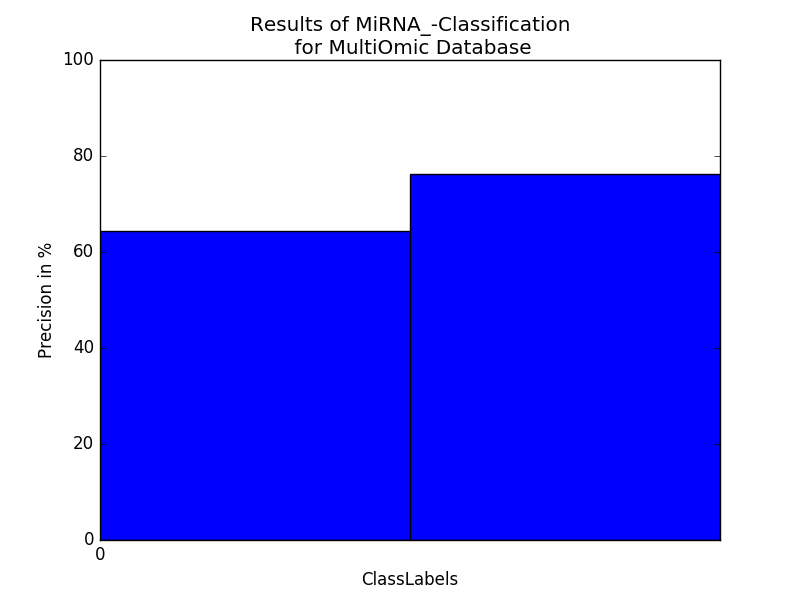 Results of MiRNA_-Classification
for MultiOmic Database
100
80
60
40
20
0
Precision in %
0
ClassLabels